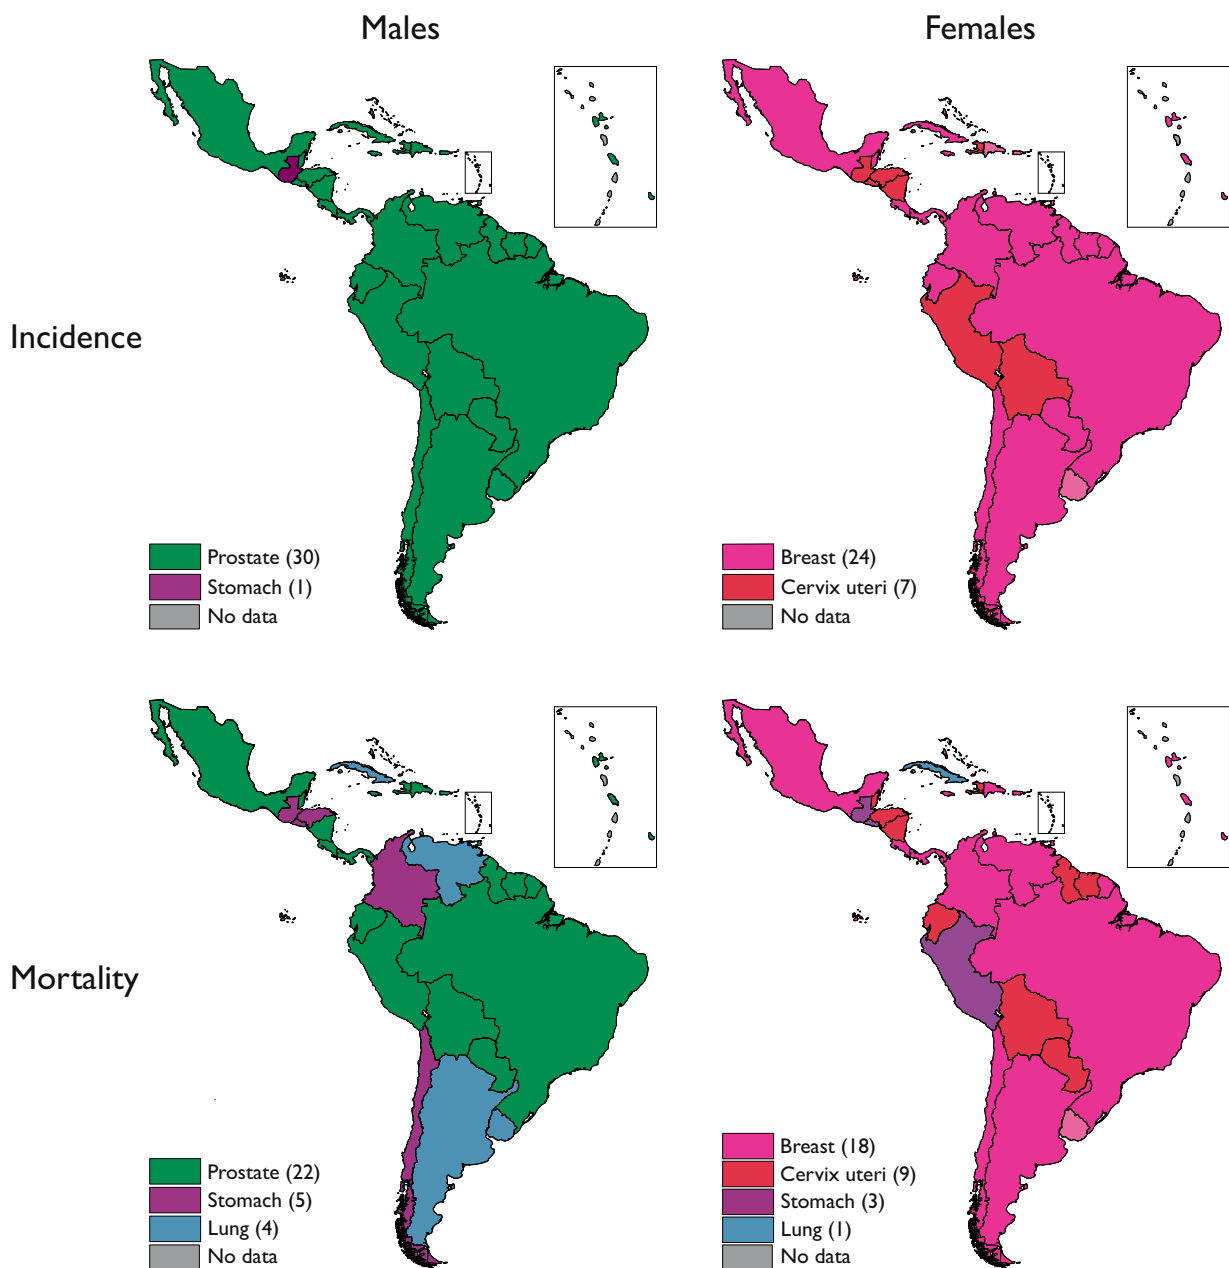 Males
Females
Incidence
Prostate (30)
Stomach (1)
No data
Breast (24)
Cervix uteri (7)
No data
Mortality
Prostate (22)
Stomach (5)
Lung (4)
No data
Breast (18)
Cervix uteri (9)
Stomach (3)
Lung (1)
No data